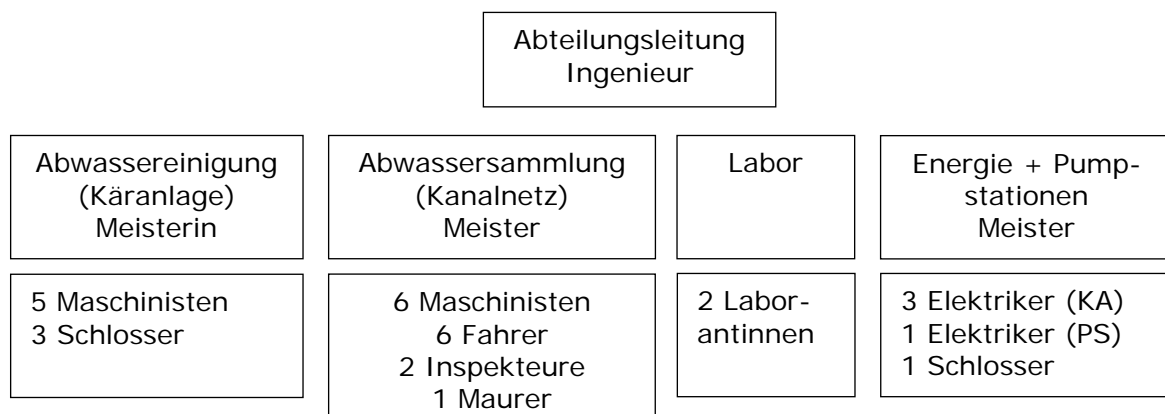 Abteilungsleitung
Ingenieur
Abwassereinigung
(Käranlage)
Meisterin
Abwassersammlung
(Kanalnetz)
Meister
Labor
Energie + Pump-
stationen
Meister
5 Maschinisten
3 Schlosser
6 Maschinisten
6 Fahrer
2 Inspekteure
1 Maurer
2 Labor-
antinnen
3 Elektriker (KA)
1 Elektriker (PS)
1 Schlosser